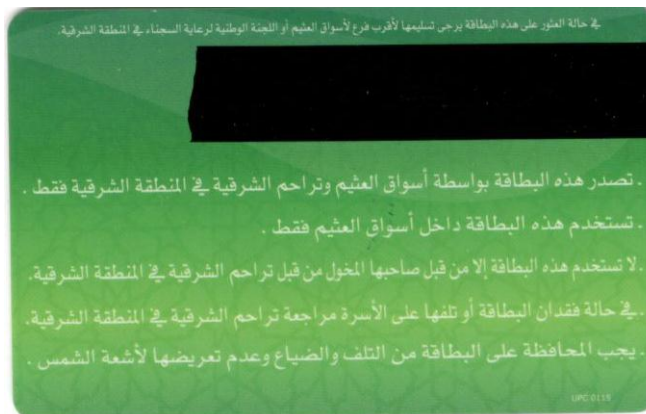 في حالة العثور على هذه البطاقة يرجى تسليمها لأقرب فرع لأسواق العثيم أو اللجنة الوطنية لرعاية السجناء في المنطقة الشرقية.
. تصدر هذه البطاقة بواسطة أسواق العثيم وتراحم الشرقية في المنطقة الشرقية فقط .
. تستخدم هذه البطاقة داخل أسواق العثيم فقط .
. لا تستخدم هذه البطاقة إلا من قبل صاحبها المخول من قبل تراحم الشرقية في المنطقة الشرقية.
. في حالة فقدان البطاقة أو تلفها على الأسرة مراجعة تراحم الشرقية في المنطقة الشرقية.
. يجب المحافظة على البطاقة من التلف والضياع وعدم تعريضها لأشعة الشمس .
UPC 0115